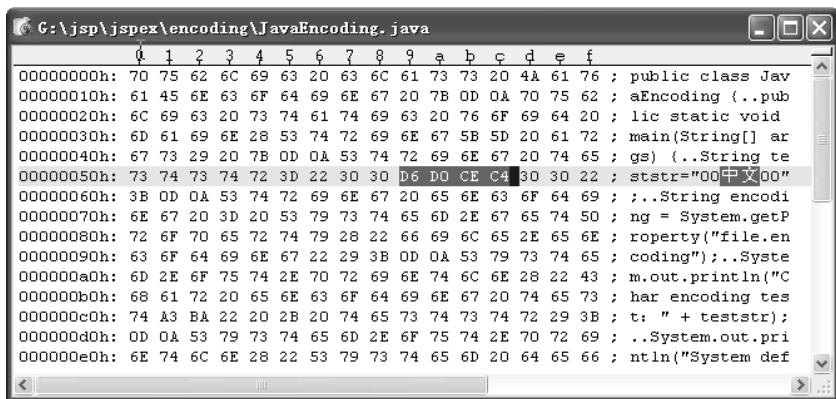 G:\jsp\jspex\encoding\JavaEncoding.java
0 1 2 3 4 5 6 7 8 9 a b c d e f
00000000h: 70 75 62 6C 69 63 20 63 6C 61 73 73 20 4A 61 76 ; public class Jav
00000010h: 61 45 6E 63 6F 64 69 6E 67 20 7B 0D 0A 70 75 62 ; aEncoding {..pub
00000020h: 6C 69 63 20 73 74 61 74 69 63 20 76 6F 69 64 20 ; lic static void
00000030h: 6D 61 69 6E 28 53 74 72 69 6E 67 5B 5D 20 61 72 ; main(String[] ar
00000040h: 67 73 29 20 7B 0D 0A 53 74 72 69 6E 67 20 74 65 ; gs) {..String te
00000050h: 73 74 73 74 72 3D 22 30 30 D6 D0 CE C4 30 30 22 ; ststr="00中文00"
00000060h: 3B 0D 0A 53 74 72 69 6E 67 20 65 6E 63 6F 64 69 ; ;..String encodi
00000070h: 6E 67 20 3D 20 53 79 73 74 65 6D 2E 67 65 74 50 ; ng = System.getP
00000080h: 72 6F 70 65 72 74 79 28 22 66 69 6C 65 2E 65 6E ; roperty("file.en
00000090h: 63 6F 64 69 6E 67 22 29 3B 0D 0A 53 79 73 74 65 ; coding");..Syste
000000a0h: 6D 2E 6F 75 74 2E 70 72 69 6E 74 6C 6E 28 22 43 ; m.out.println("C
000000b0h: 68 61 72 20 65 6E 63 6F 64 69 6E 67 20 74 65 73 ; har encoding tes
000000c0h: 74 A3 BA 22 20 2B 20 74 65 73 74 73 74 72 29 3B ; t: " + teststr);
000000d0h: 0D 0A 53 79 73 74 65 6D 2E 6F 75 74 2E 70 72 69 ; ..System.out.pri
000000e0h: 6E 74 6C 6E 28 22 53 79 73 74 65 6D 20 64 65 66 ; ntln("System def